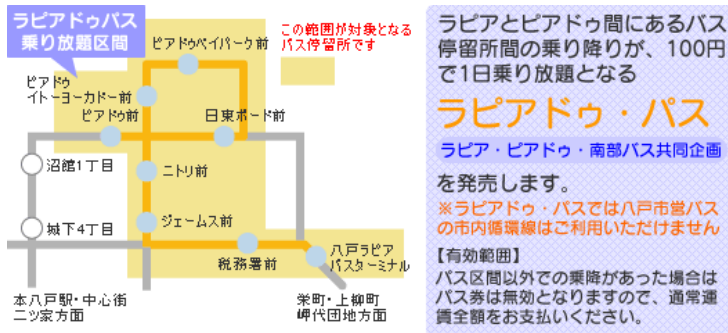 ラピアドゥパス
乗り放題区間
この範囲が対象となる
バス停留所です
ピアドゥベイパーク前
ピアドゥ
イトーヨーカドー前
ピアドゥ前
日東ボード前
沼館1丁目
ニトリ前
城下4丁目
ジェームス前
税務署前
八戸ラピア
バスターミナル
本八戸駅・中心街
二ツ家方面
栄町・上柳町
岬代団地方面
ラピアとピアドゥ間にあるバス
停留所間の乗り降りが、100円
で1日乗り放題となる
ラピアドゥ・パス
ラピア・ピアドゥ・南部バス共同企画
を発売します。
※ラピアドゥ・パスでは八戸市営バス
の市内循環線はご利用いただけません
【有効範囲】
バス区間以外での乗降があった場合は
バス券は無効となりますので、通常運
賃全額をお支払いください。